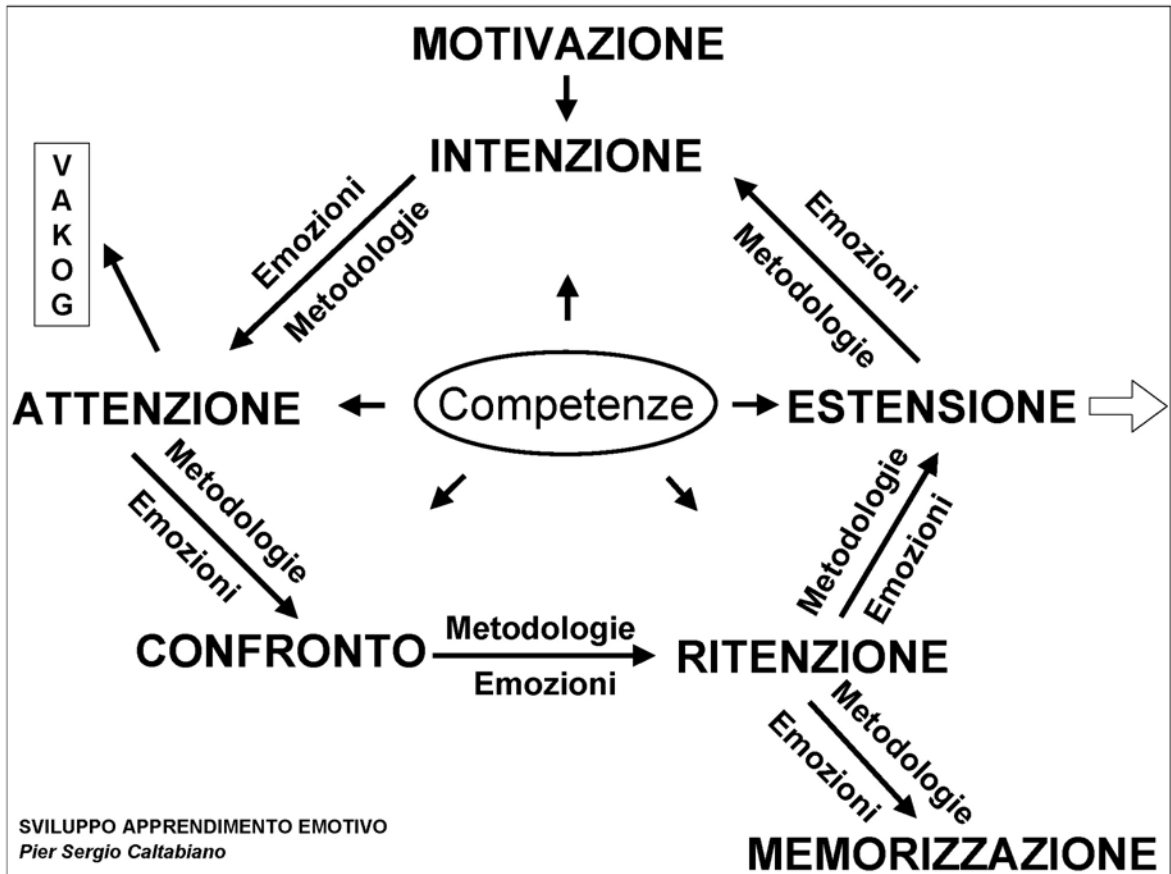 MOTIVAZIONE
INTENZIONE
V
A
K
O
G
Emozioni
Metodologie
Emozioni
Metodologie
ATTENZIONE
Competenze
ESTENSIONE
Metodologie
Emozioni
Metodologie
Emozioni
CONFRONTO
Metodologie
Emozioni
RITENZIONE
Metodologie
Emozioni
MEMORIZZAZIONE
SVILUPPO APPRENDIMENTO EMOTIVO
Pier Sergio Caltabiano